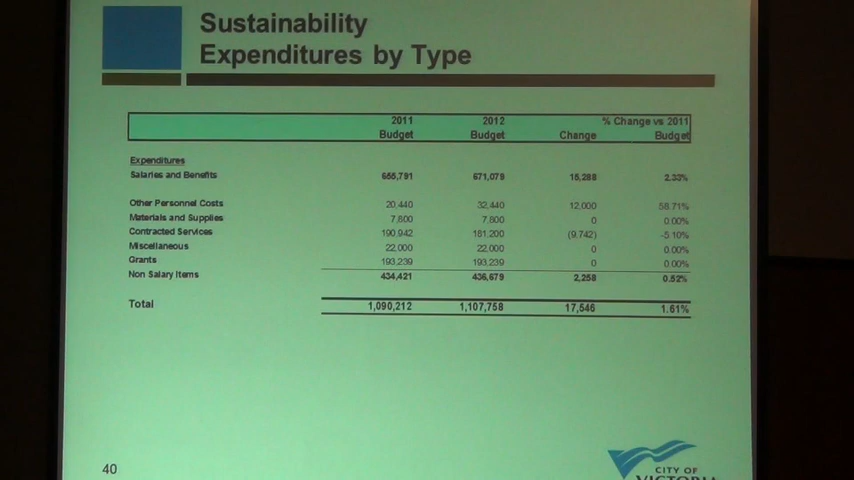 Sustainability
Expenditures by Type
2011 2012 % Change vs 2011
Budget Budget Change Budget
Expenditures
Salaries and Benefits 655,791 671,079 15,288 2.33%
Other Personnel Costs 20,440 32,440 12,000 58.71%
Materials and Supplies 7,800 7,800 0 0.00%
Contracted Services 190,942 181,200 (9,742) -5.10%
Miscellaneous 22,000 22,000 0 0.00%
Grants 193,239 193,239 0 0.00%
Non Salary Items 434,421 436,679 2,258 0.52%
Total 1,090,212 1,107,758 17,546 1.61%
40
CITY OF
VICTORIA